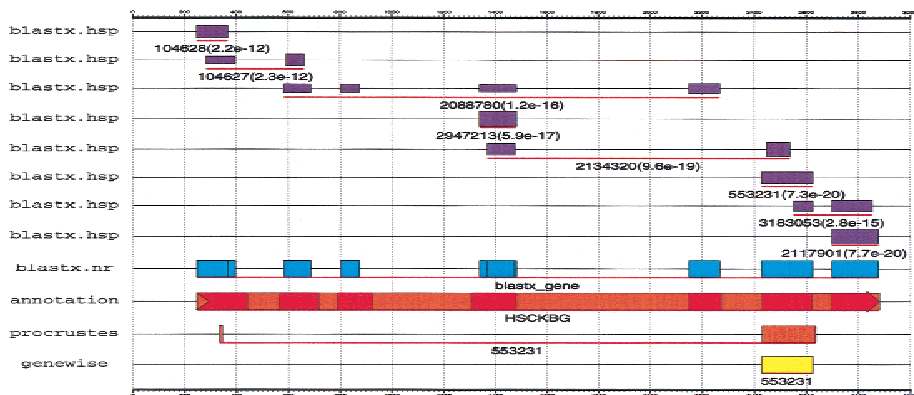 blastx.hsp
104628(2.2e-12)
blastx.hsp
104627(2.3e-12)
blastx.hsp
2088780(1.2e-16)
blastx.hsp
2947213(5.9e-17)
blastx.hsp
2134320(9.6e-19)
blastx.hsp
553231(7.3e-20)
blastx.hsp
3183053(2.8e-15)
blastx.hsp
2117901(7.7e-20)
blastx.nr
blastx_gene
annotation
HSCKBG
procrustes
553231
genewise
553231